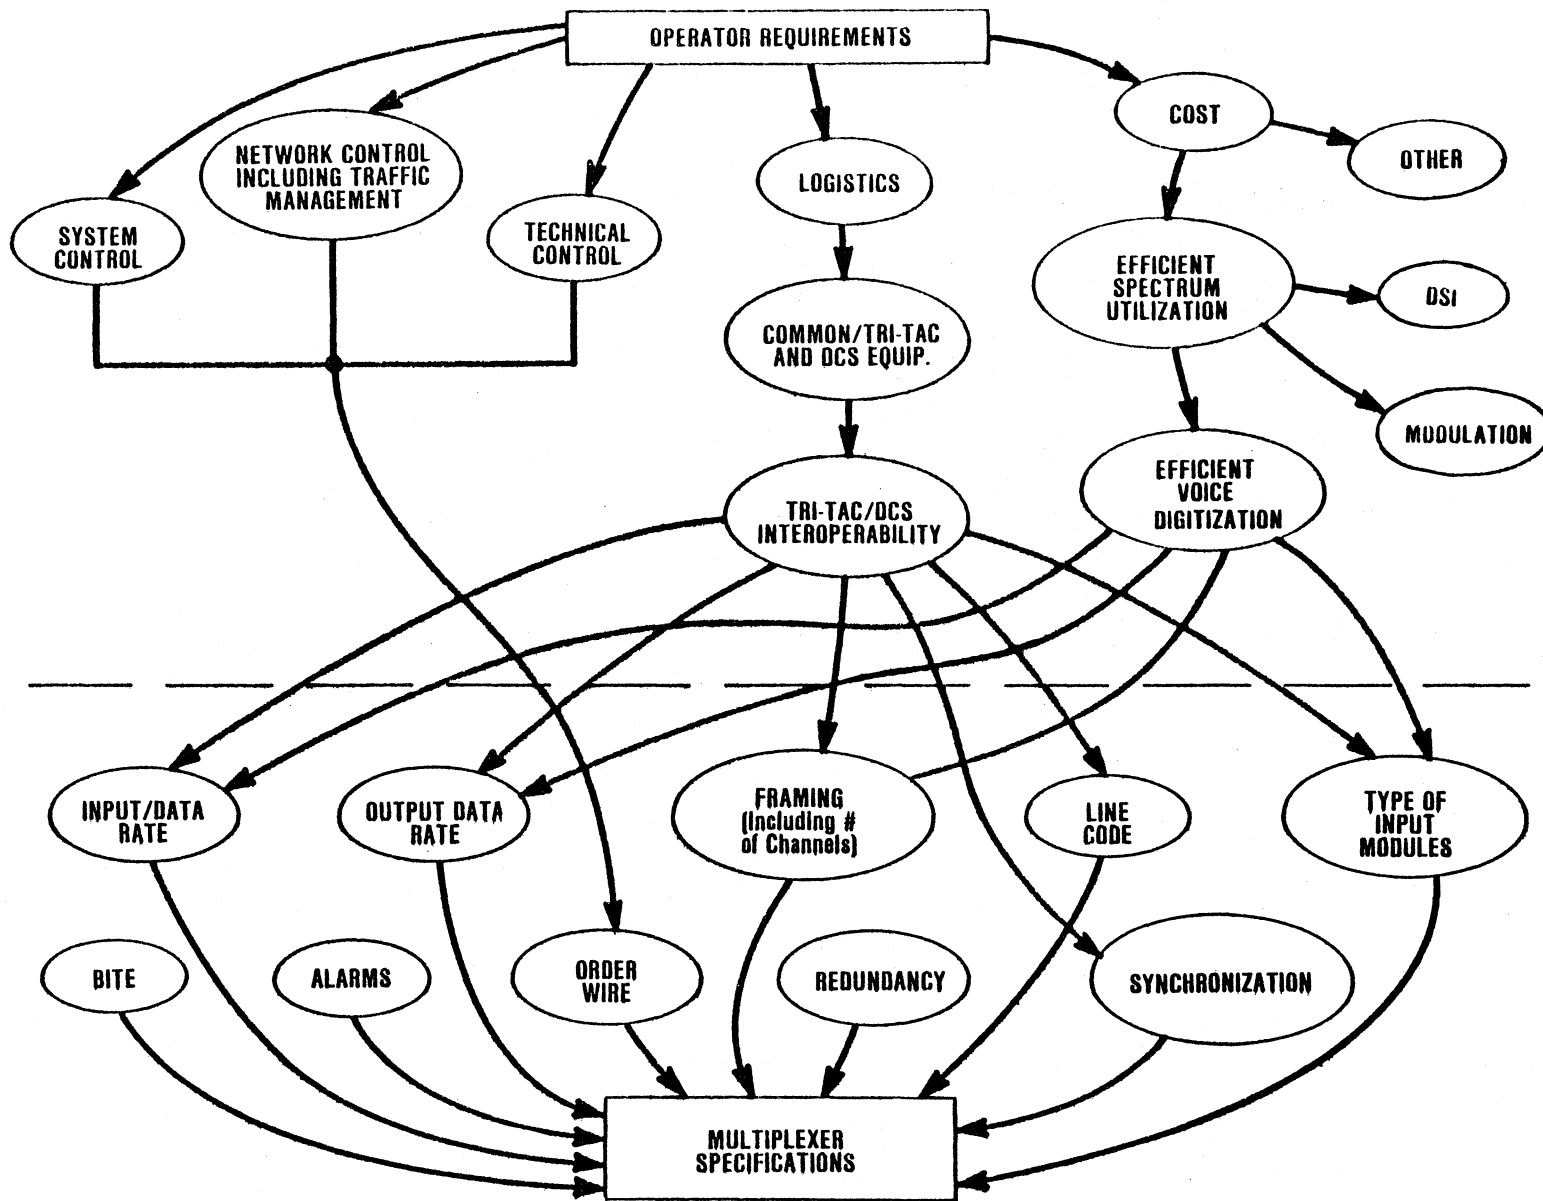 OPERATOR REQUIREMENTS
COST
OTHER
NETWORK CONTROL
INCLUDING TRAFFIC
MANAGEMENT
LOGISTICS
SYSTEM
CONTROL
TECHNICAL
CONTROL
EFFICIENT
SPECTRUM
UTILIZATION
DSI
COMMON/TRI-TAC
AND DCS EQUIP.
MODULATION
EFFICIENT
VOICE
DIGITIZATION
TRI-TAC/DCS
INTEROPERABILITY
INPUT/DATA
RATE
OUTPUT DATA
RATE
FRAMING
(Including #
of Channels)
LINE
CODE
TYPE OF
INPUT
MODULES
BITE
ALARMS
ORDER
WIRE
REDUNDANCY
SYNCHRONIZATION
MULTIPLEXER
SPECIFICATIONS